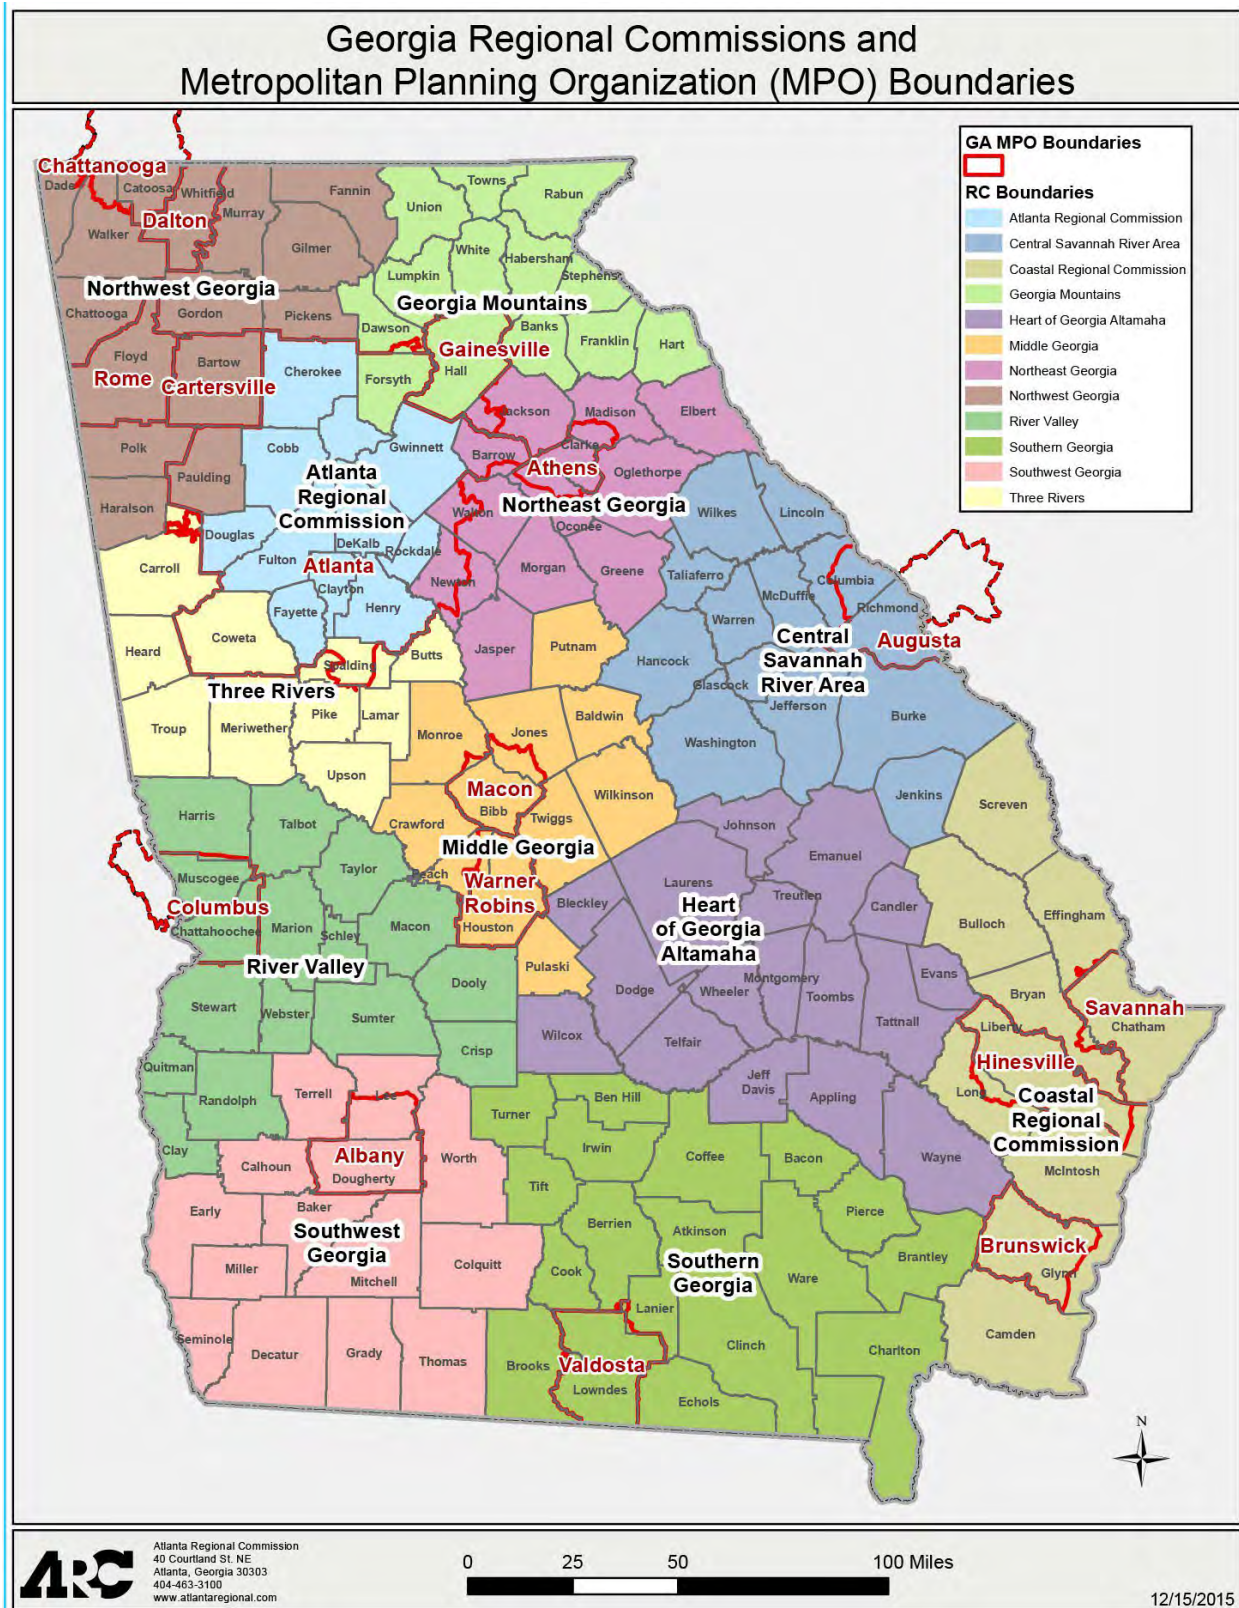 Georgia Regional Commissions and
Metropolitan Planning Organization (MPO) Boundaries
GA MPO Boundaries
RC Boundaries
Atlanta Regional Commission
Central Savannah River Area
Coastal Regional Commission
Georgia Mountains
Heart of Georgia Altamaha
Middle Georgia
Northeast Georgia
Northwest Georgia
River Valley
Southern Georgia
Southwest Georgia
Three Rivers
Chattanooga
Dade
Catoosa
Whitfield
Fannin
Towns
Rabun
Union
Murray
Dalton
Walker
Gilmer
White
Habersham
Lumpkin
Stephens
Northwest Georgia
Georgia Mountains
Chattooga
Gordon
Pickens
Dawson
Banks
Franklin
Hart
Gainesville
Floyd
Bartow
Cherokee
Hall
Rome
Cartersville
Forsyth
Jackson
Madison
Elbert
Polk
Cobb
Gwinnett
Clarke
Barrow
Athens
Atlanta
Regional
Commission
Paulding
Oglethorpe
Haralson
Northeast Georgia
Walton
Wilkes
Lincoln
Oconee
Douglas
DeKalb
Rockdale
Fulton
Atlanta
Carroll
Morgan
Greene
Taliaferro
Columbia
Newton
Clayton
McDuffie
Fayette
Henry
Richmond
Warren
Coweta
Central
Savannah
River Area
Augusta
Heard
Butts
Jasper
Putnam
Spalding
Hancock
Three Rivers
Glascock
Jefferson
Troup
Meriwether
Pike
Lamar
Monroe
Jones
Baldwin
Burke
Washington
Upson
Macon
Wilkinson
Jenkins
Screven
Harris
Talbot
Bibb
Crawford
Twiggs
Johnson
Middle Georgia
Emanuel
Taylor
Peach
Muscogee
Warner
Robins
Laurens
Treutlen
Columbus
Bleckley
Heart
of Georgia
Altamaha
Candler
Effingham
Chattahoochee
Marion
Schley
Macon
Houston
Bulloch
River Valley
Pulaski
Dooly
Evans
Montgomery
Dodge
Wheeler
Toombs
Bryan
Stewart
Webster
Sumter
Savannah
Tattnall
Liberty
Chatham
Wilcox
Telfair
Crisp
Hinesville
Quitman
Jeff
Davis
Randolph
Terrell
Lee
Ben Hill
Appling
Long
Coastal
Regional
Commission
Turner
Clay
Irwin
Albany
Calhoun
Worth
Coffee
Bacon
Wayne
McIntosh
Dougherty
Tift
Early
Baker
Pierce
Berrien
Atkinson
Southwest
Georgia
Brunswick
Southern
Georgia
Brantley
Miller
Mitchell
Colquitt
Cook
Ware
Glynn
Lanier
Seminole
Decatur
Grady
Thomas
Brooks
Valdosta
Clinch
Charlton
Camden
Lowndes
Echols
N
ARC
Atlanta Regional Commission
40 Courtland St. NE
Atlanta, Georgia 30303
404-463-3100
www.atlantaregional.com
0 25 50 100 Miles
12/15/2015